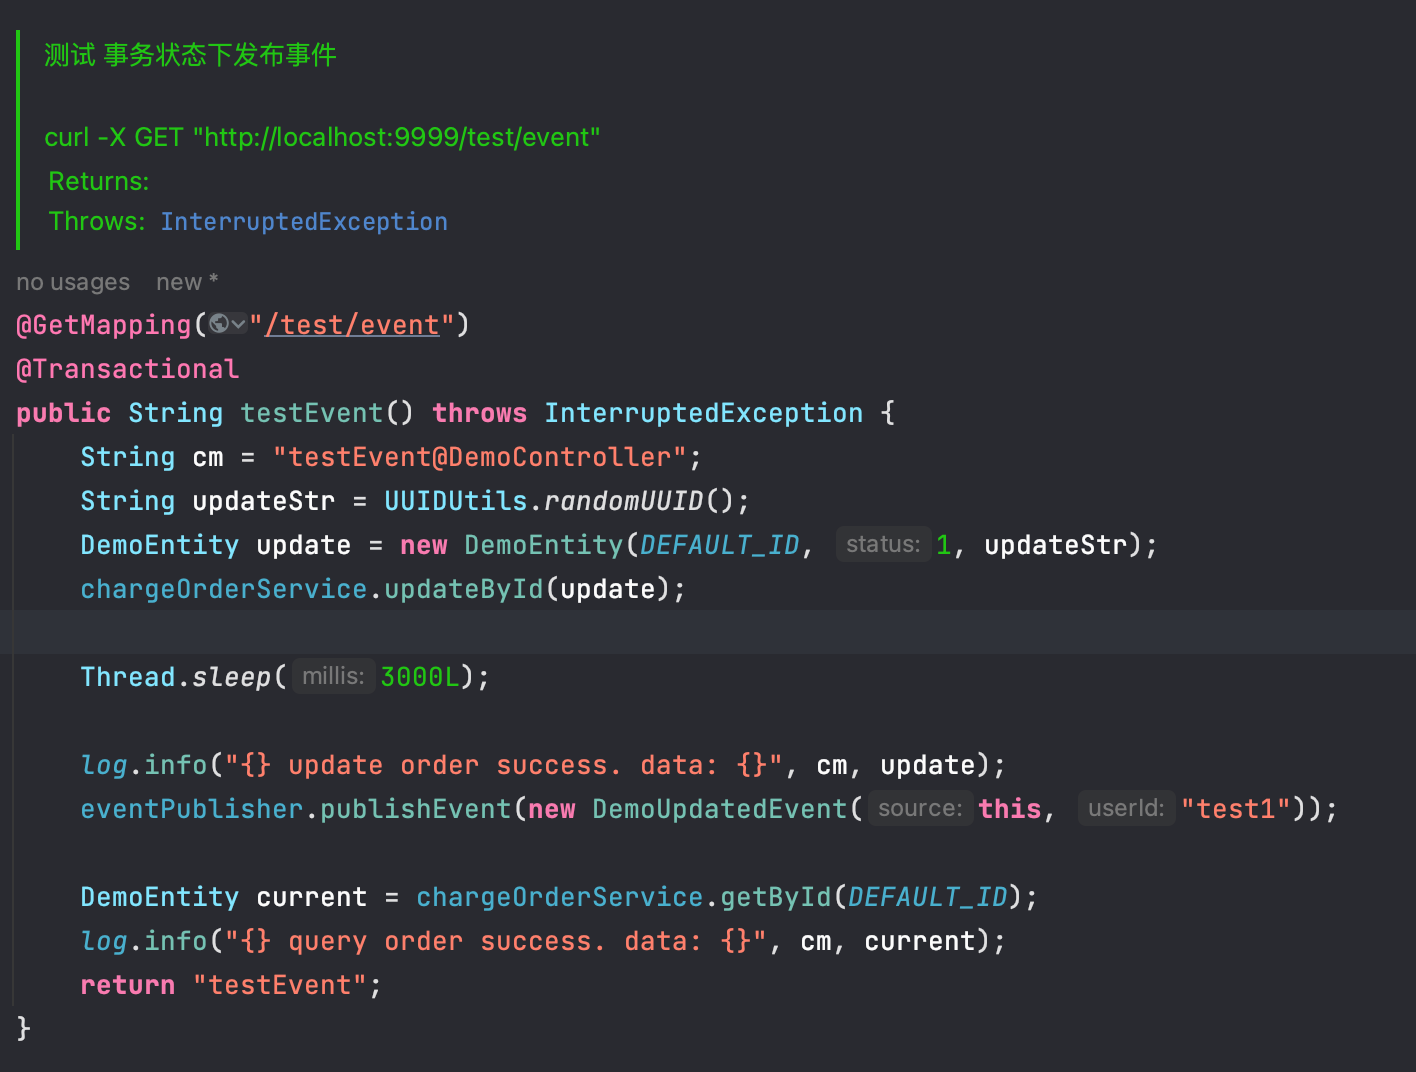 测试 事务状态下发布事件
curl -X GET "http://localhost:9999/test/event"
Returns:
Throws: InterruptedException
no usages new *
@GetMapping("/test/event")
@Transactional
public String testEvent() throws InterruptedException {
String cm = "testEvent@DemoController";
String updateStr = UUIDUtils.randomUUID();
DemoEntity update = new DemoEntity(DEFAULT_ID, status: 1, updateStr);
chargeOrderService.updateById(update);
Thread.sleep( millis: 3000L);
log.info("{} update order success. data: {}", cm, update);
eventPublisher.publishEvent(new DemoUpdatedEvent( source: this, userId: "test1"));
DemoEntity current = chargeOrderService.getById(DEFAULT_ID);
log.info("{} query order success. data: {}", cm, current);
return "testEvent";
}